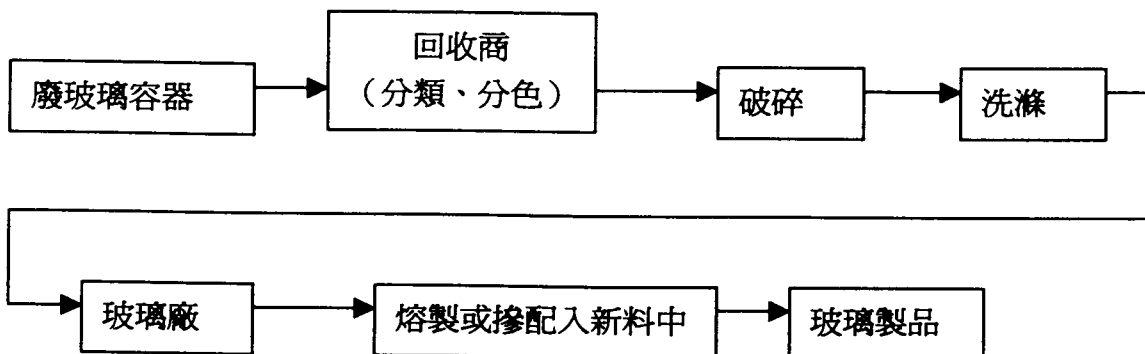 廢玻璃容器
回收商
（分類、分色）
破碎
洗滌
玻璃廠
熔製或摻配入新料中
玻璃製品